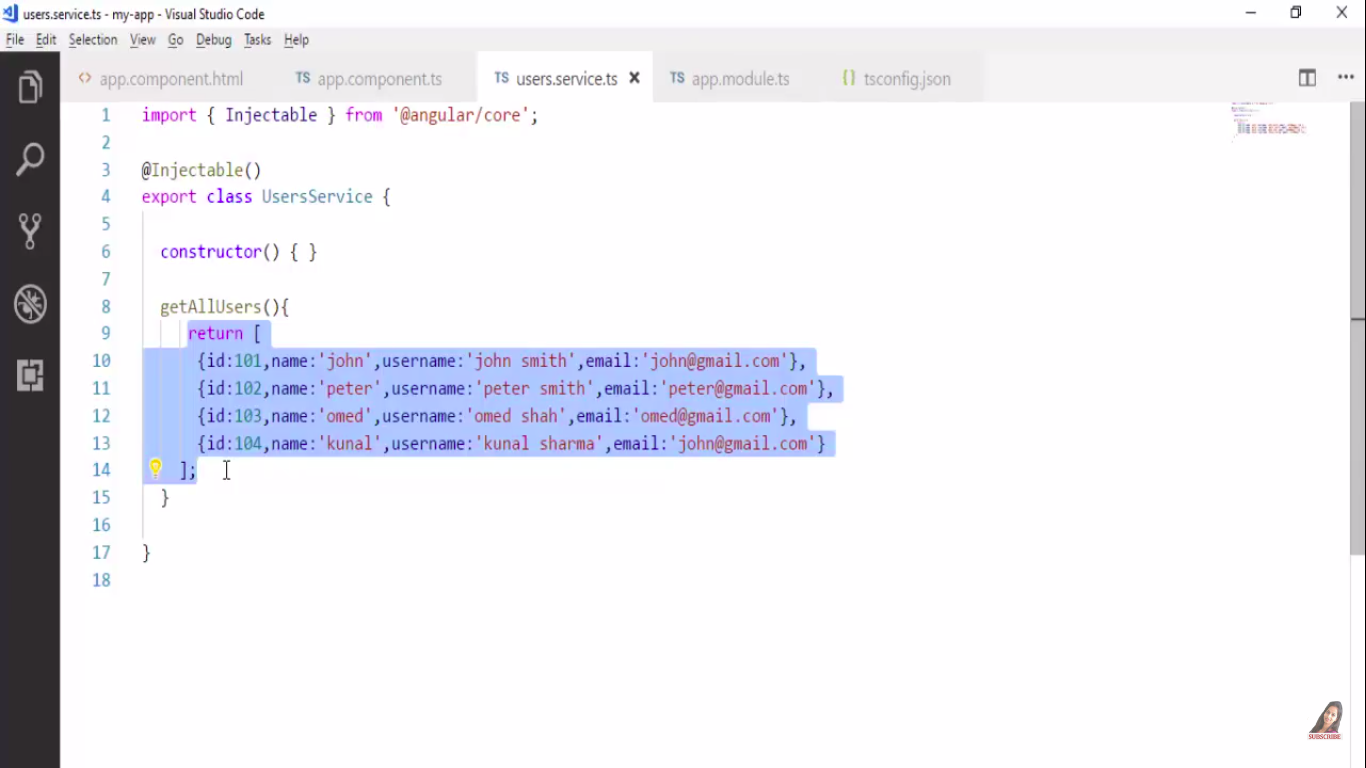 users.service.ts - my-app - Visual Studio Code
File Edit Selection View Go Debug Tasks Help
<> app.component.html TS app.component.ts TS users.service.ts × TS app.module.ts {} tsconfig.json ...
1 import { Injectable } from '@angular/core';
2
3 @Injectable()
4 export class UsersService {
5
6 constructor() { }
7
8 getAllUsers(){
9 return [
10 {id:101,name:'john',username:'john smith',email:'john@gmail.com'},
11 {id:102,name:'peter',username:'peter smith',email:'peter@gmail.com'},
12 {id:103,name:'omed',username:'omed shah',email:'omed@gmail.com'},
13 {id:104,name:'kunal',username:'kunal sharma',email:'john@gmail.com'}
14 ];
15 }
16
17 }
18
SUBSCRIBE